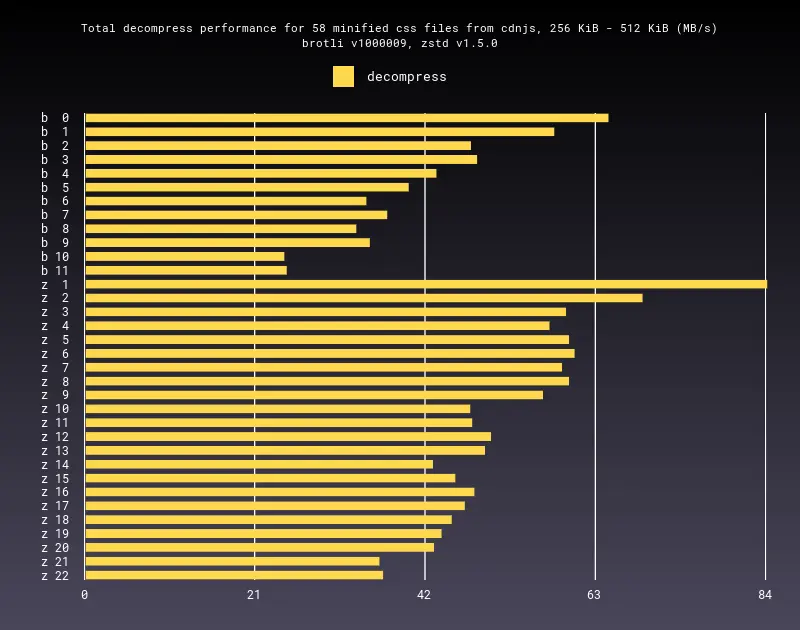 Total decompress performance for 58 minified css files from cdnjs, 256 KiB - 512 KiB (MB/s)
brotli v1000009, zstd v1.5.0
decompress
b 0
b 1
b 2
b 3
b 4
b 5
b 6
b 7
b 8
b 9
b 10
b 11
z 1
z 2
z 3
z 4
z 5
z 6
z 7
z 8
z 9
z 10
z 11
z 12
z 13
z 14
z 15
z 16
z 17
z 18
z 19
z 20
z 21
z 22
0 21 42 63 84